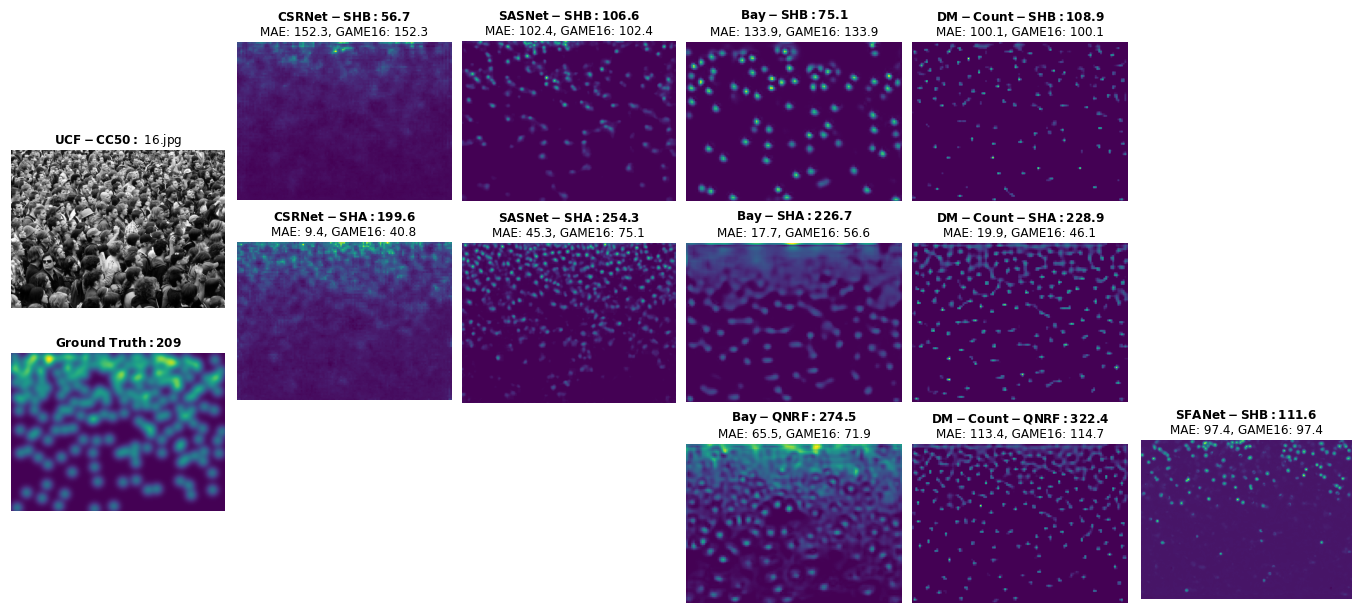 CSRNet − SHB : 56.7
MAE: 152.3, GAME16: 152.3
SASNet − SHB : 106.6
MAE: 102.4, GAME16: 102.4
Bay − SHB : 75.1
MAE: 133.9, GAME16: 133.9
DM − Count − SHB : 108.9
MAE: 100.1, GAME16: 100.1
UCF − CC50 : 16.jpg
CSRNet − SHA : 199.6
MAE: 9.4, GAME16: 40.8
SASNet − SHA : 254.3
MAE: 45.3, GAME16: 75.1
Bay − SHA : 226.7
MAE: 17.7, GAME16: 56.6
DM − Count − SHA : 228.9
MAE: 19.9, GAME16: 46.1
Ground Truth : 209
Bay − QNRF : 274.5
MAE: 65.5, GAME16: 71.9
DM − Count − QNRF : 322.4
MAE: 113.4, GAME16: 114.7
SFANet − SHB : 111.6
MAE: 97.4, GAME16: 97.4